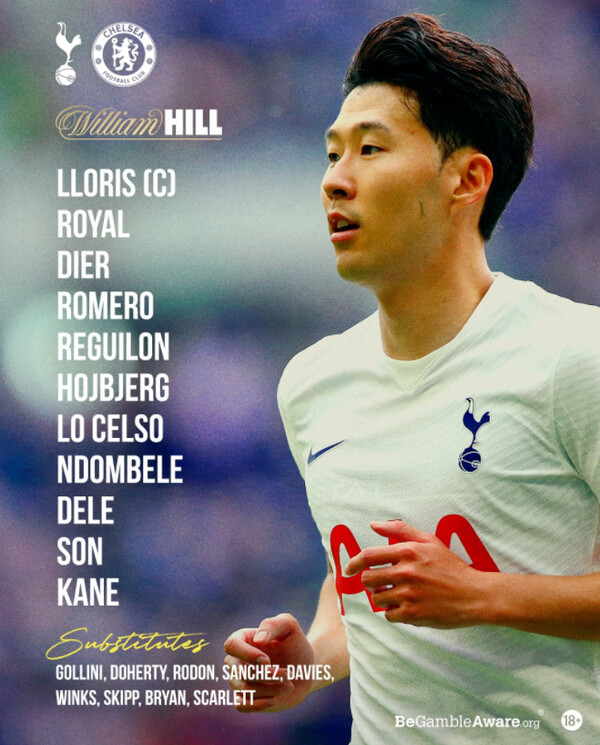 CHELSEA
FOOTBALL CLUB
William HILL
LLORIS (C)
ROYAL
DIER
ROMERO
REGUILON
HOJBJERG
LO CELSO
NDOMBELE
DELE
SON
KANE
Substitutes
GOLLINI, DOHERTY, RODON, SANCHEZ, DAVIES,
WINKS, SKIPP, BRYAN, SCARLETT
AIA
BeGambleAware.org®
18+